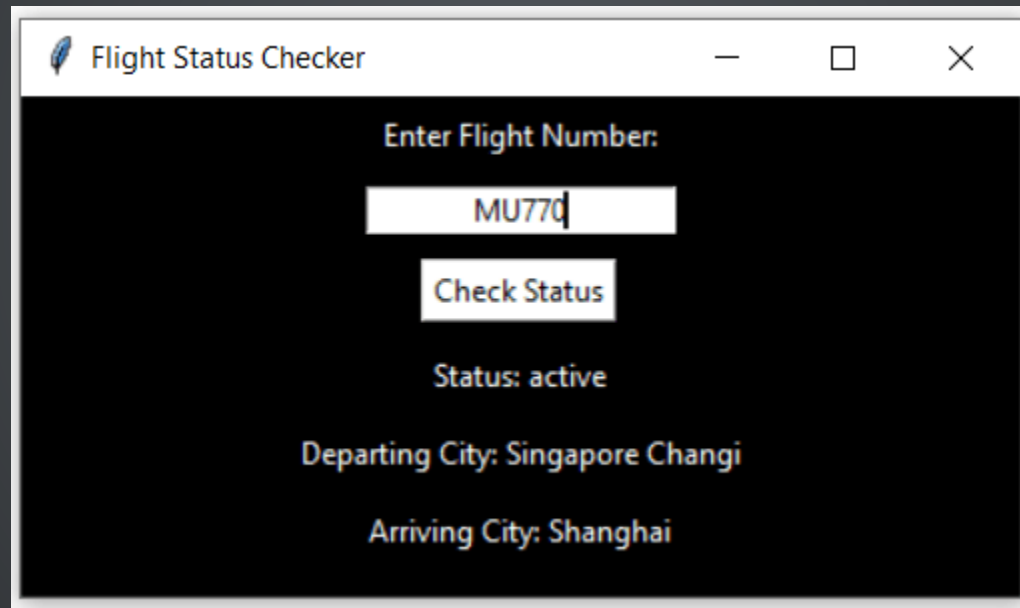 Flight Status Checker
Enter Flight Number:
MU770
Check Status
Status: active
Departing City: Singapore Changi
Arriving City: Shanghai